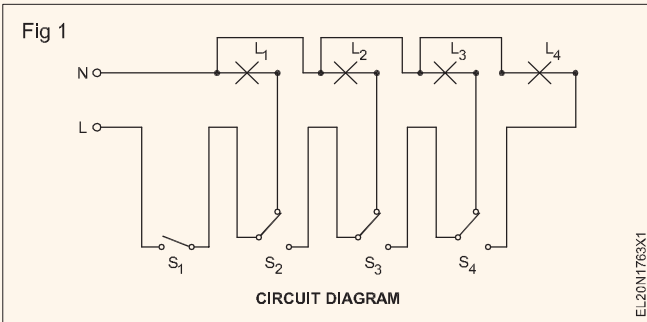 Fig 1
L1 L2 L3 L4
N
L
S1 S2 S3 S4
CIRCUIT DIAGRAM
EL20N1763X1